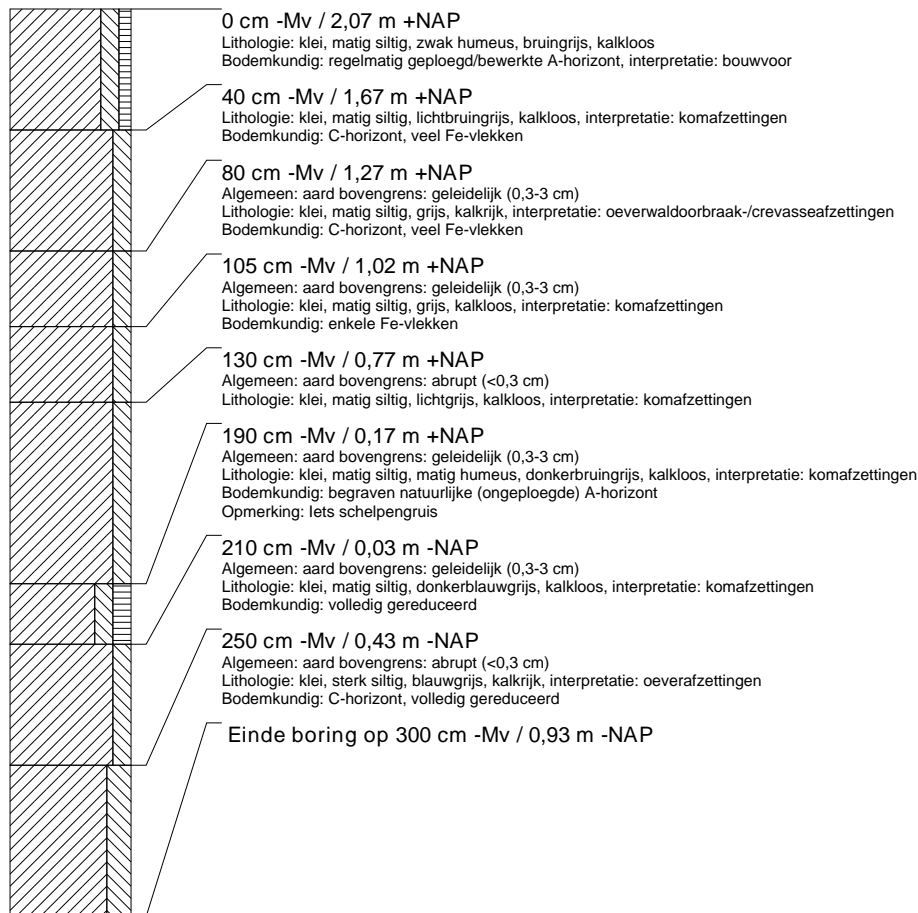 0 cm -Mv / 2,07 m +NAP
Lithologie: klei, matig siltig, zwak humeus, bruingrijs, kalkloos
Bodemkundig: regelmatig geploegd/bewerkte A-horizont, interpretatie: bouwvoor
40 cm -Mv / 1,67 m +NAP
Lithologie: klei, matig siltig, lichtbruingrijs, kalkloos, interpretatie: komafzettingen
Bodemkundig: C-horizont, veel Fe-vlekken
80 cm -Mv / 1,27 m +NAP
Algemeen: aard bovengrens: geleidelijk (0,3-3 cm)
Lithologie: klei, matig siltig, grijs, kalkrijk, interpretatie: oeverwaldoorbraak-/crevasseafzettingen
Bodemkundig: C-horizont, veel Fe-vlekken
105 cm -Mv / 1,02 m +NAP
Algemeen: aard bovengrens: geleidelijk (0,3-3 cm)
Lithologie: klei, matig siltig, grijs, kalkloos, interpretatie: komafzettingen
Bodemkundig: enkele Fe-vlekken
130 cm -Mv / 0,77 m +NAP
Algemeen: aard bovengrens: abrupt (<0,3 cm)
Lithologie: klei, matig siltig, lichtgrijs, kalkloos, interpretatie: komafzettingen
190 cm -Mv / 0,17 m +NAP
Algemeen: aard bovengrens: geleidelijk (0,3-3 cm)
Lithologie: klei, matig siltig, matig humeus, donkerbruingrijs, kalkloos, interpretatie: komafzettingen
Bodemkundig: begraven natuurlijke (ongeploegde) A-horizont
Opmerking: Iets schelpengruis
210 cm -Mv / 0,03 m -NAP
Algemeen: aard bovengrens: geleidelijk (0,3-3 cm)
Lithologie: klei, matig siltig, donkerblauwgrijs, kalkloos, interpretatie: komafzettingen
Bodemkundig: volledig gereduceerd
250 cm -Mv / 0,43 m -NAP
Algemeen: aard bovengrens: abrupt (<0,3 cm)
Lithologie: klei, sterk siltig, blauwgrijs, kalkrijk, interpretatie: oeverafzettingen
Bodemkundig: C-horizont, volledig gereduceerd
Einde boring op 300 cm -Mv / 0,93 m -NAP